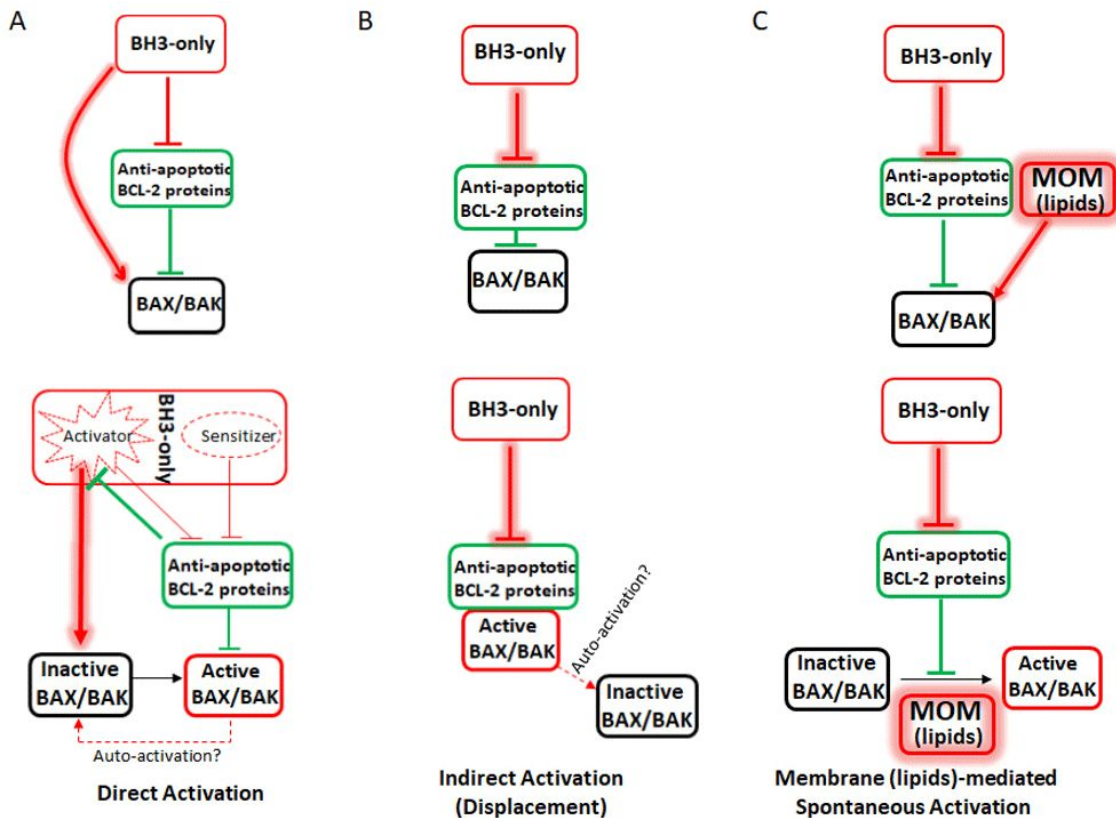 A
BH3-only
Anti-apoptotic
BCL-2 proteins
BAX/BAK
Activator
BH3-only
Sensitizer
Anti-apoptotic
BCL-2 proteins
Inactive
BAX/BAK
Active
BAX/BAK
Auto-activation?
Direct Activation
B
BH3-only
Anti-apoptotic
BCL-2 proteins
BAX/BAK
BH3-only
Anti-apoptotic
BCL-2 proteins
Active
BAX/BAK
Auto-activation?
Inactive
BAX/BAK
Indirect Activation
(Displacement)
C
BH3-only
Anti-apoptotic
BCL-2 proteins
MOM
(lipids)
BAX/BAK
BH3-only
Anti-apoptotic
BCL-2 proteins
Inactive
BAX/BAK
Active
BAX/BAK
MOM
(lipids)
Membrane (lipids)-mediated
Spontaneous Activation